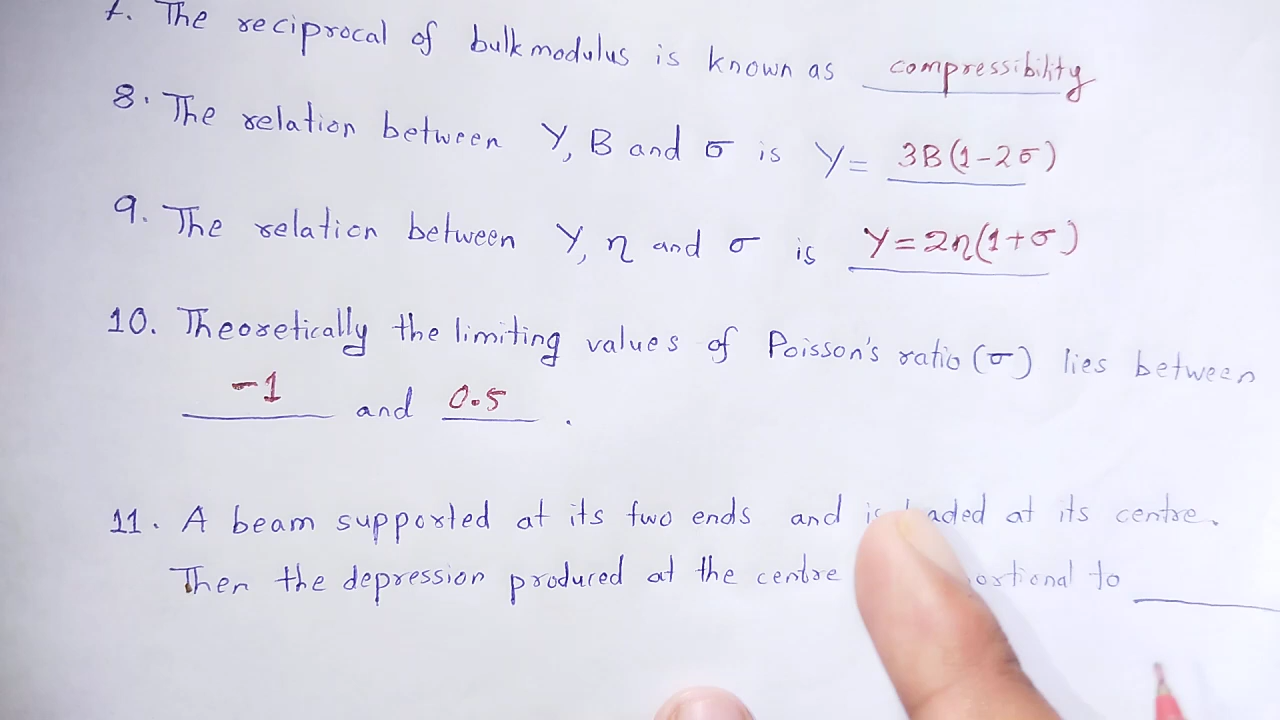 7. The reciprocal of bulk modulus is known as compressibility
8. The relation between Y, B and σ is Y = 3B(1-2σ)
9. The relation between Y, η and σ is Y=2η(1+σ)
10. Theoretically the limiting values of Poisson's ratio (σ) lies between
-1 and 0.5 .
11. A beam supported at its two ends and at its centre.
Then the depression produced at the centre to